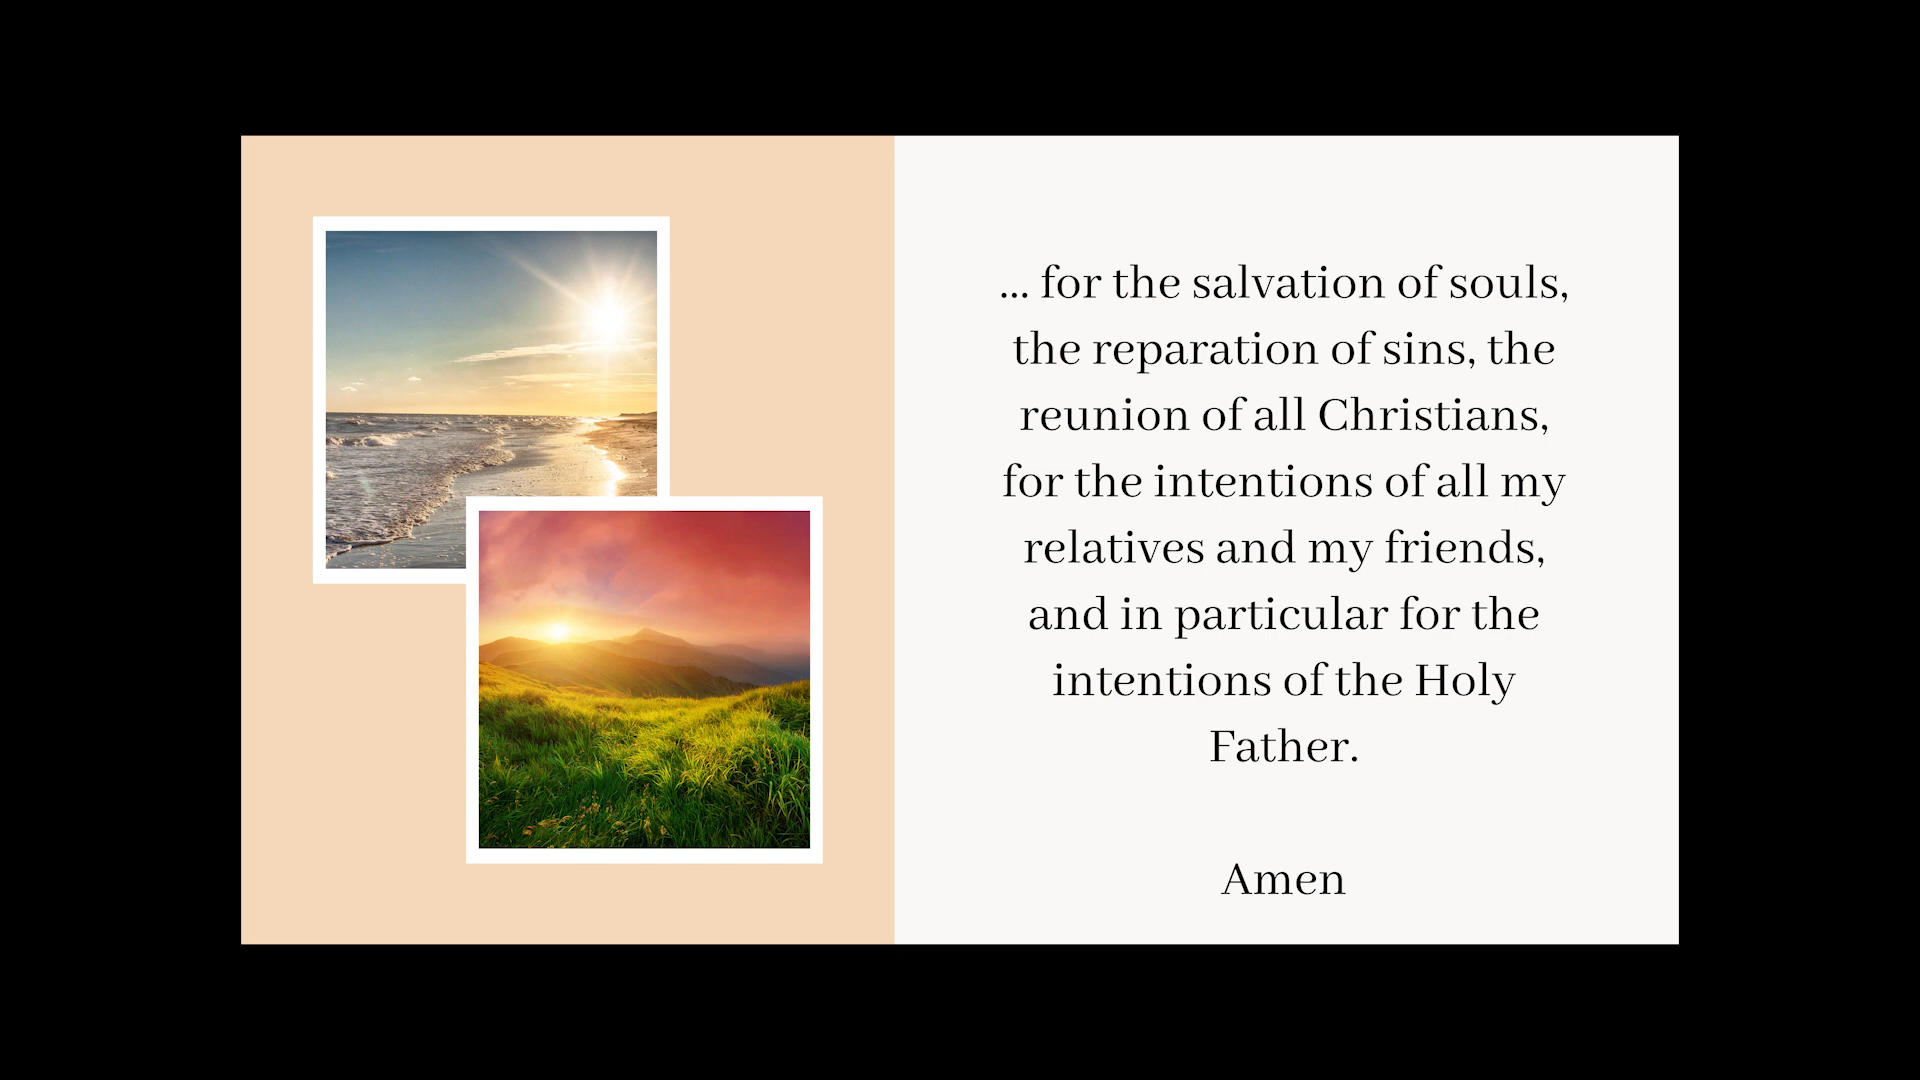 ... for the salvation of souls,
the reparation of sins, the
reunion of all Christians,
for the intentions of all my
relatives and my friends,
and in particular for the
intentions of the Holy
Father.
Amen